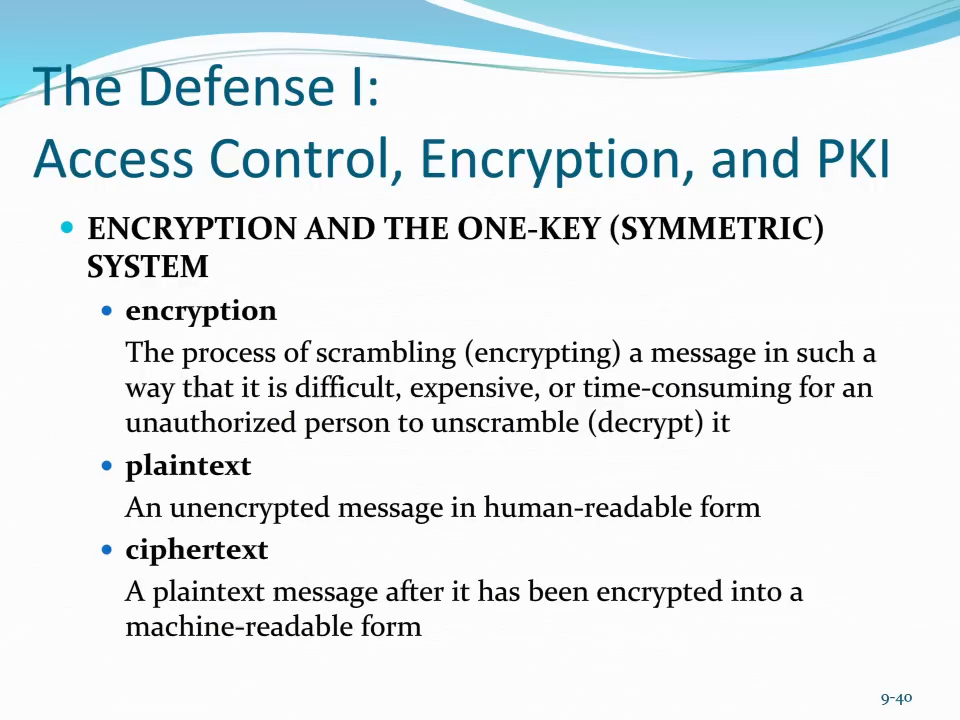 The Defense I:
Access Control, Encryption, and PKI
• ENCRYPTION AND THE ONE-KEY (SYMMETRIC)
SYSTEM
• encryption
The process of scrambling (encrypting) a message in such a
way that it is difficult, expensive, or time-consuming for an
unauthorized person to unscramble (decrypt) it
• plaintext
An unencrypted message in human-readable form
• ciphertext
A plaintext message after it has been encrypted into a
machine-readable form
9-40